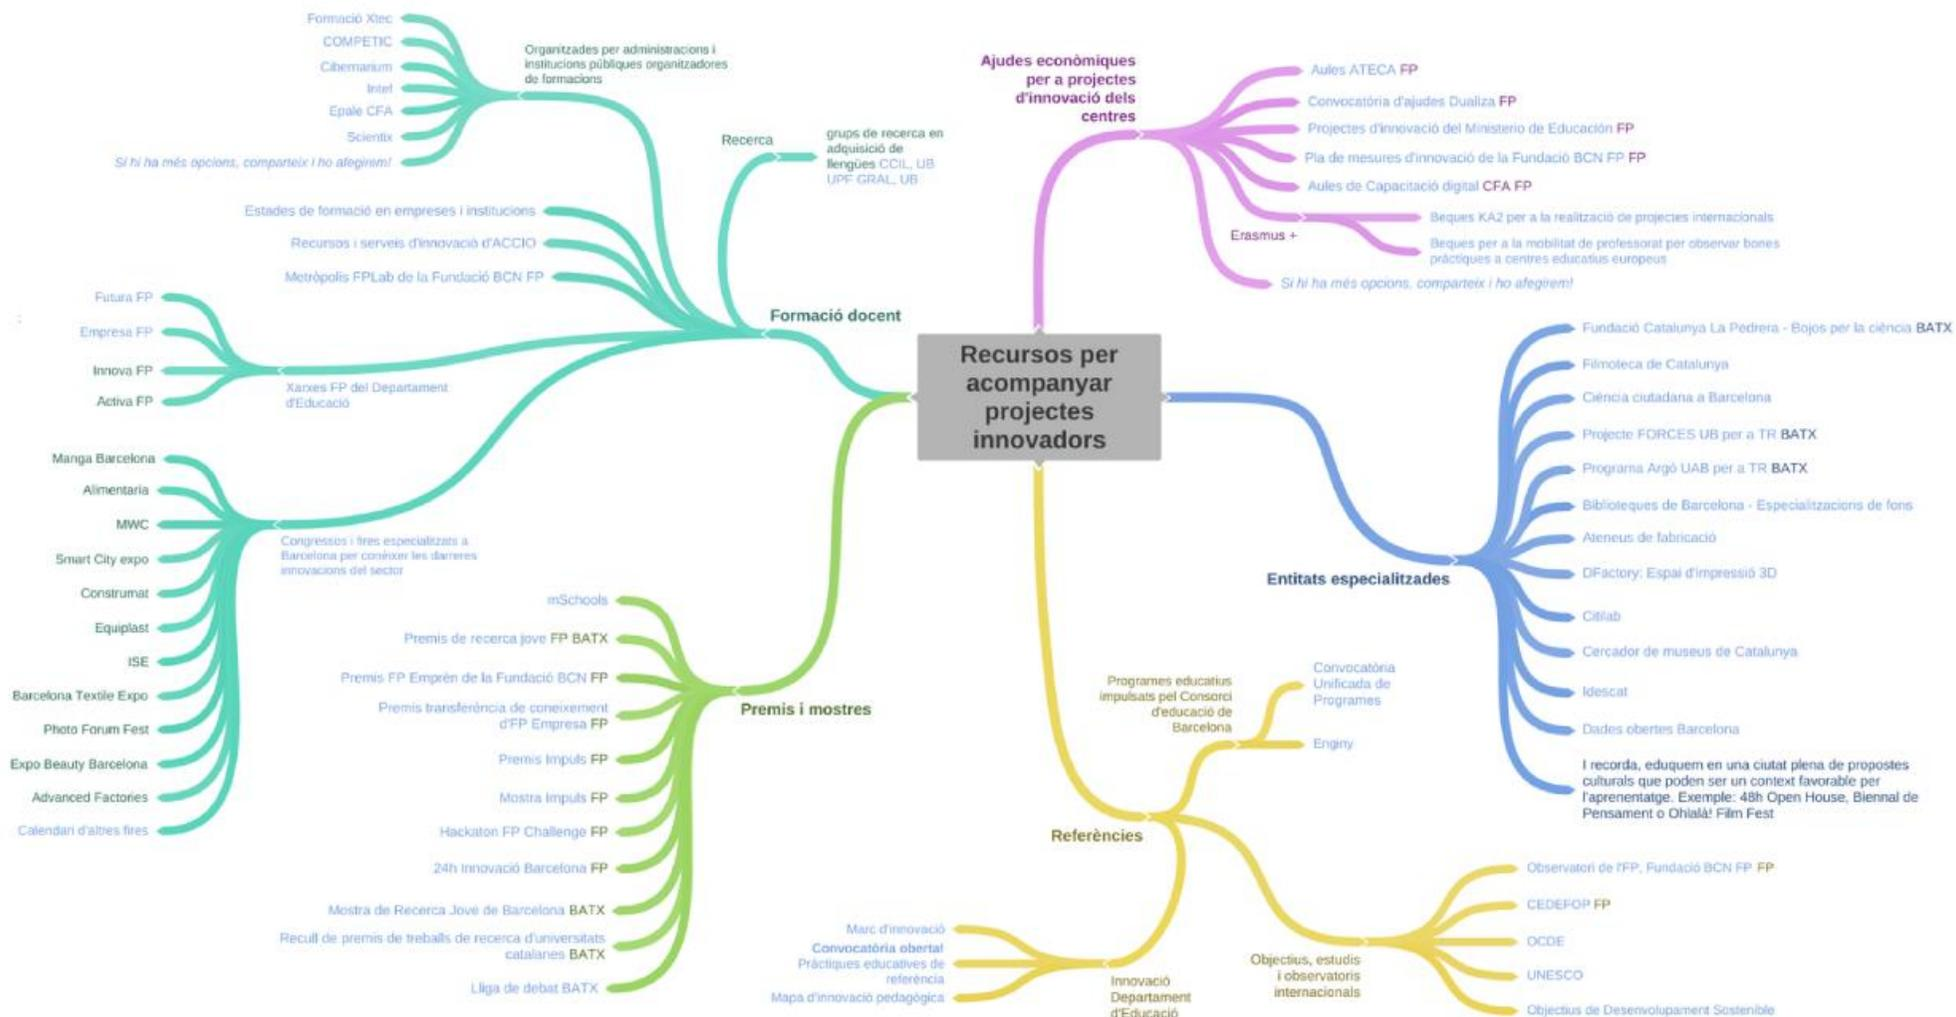 Recursos per
acompanyar
projectes
innovadors
Formació docent
Organitzades per administracions i
institucions públiques organitzadores
de formacions
Formació Xtec
COMPETIC
Cibernarium
Intef
Epale CFA
Scientix
Si hi ha més opcions, comparteix i ho afegirem!
Recerca
grups de recerca en
adquisició de
llengües CCIL, UB
UPF GRAL, UB
Estades de formació en empreses i institucions
Recursos i serveis d'innovació d'ACCIO
Metròpolis FPLab de la Fundació BCN FP
Xarxes FP del Departament
d'Educació
Futura FP
Empresa FP
Innova FP
Activa FP
Congressos i fires especialitzats a
Barcelona per conèixer les darreres
innovacions del sector
Manga Barcelona
Alimentaria
MWC
Smart City expo
Construmat
Equiplast
ISE
Barcelona Textile Expo
Photo Forum Fest
Expo Beauty Barcelona
Advanced Factories
Calendari d'altres fires
Premis i mostres
mSchools
Premis de recerca jove FP BATX
Premis FP Emprèn de la Fundació BCN FP
Premis transferència de coneixement
d'FP Empresa FP
Premis Impuls FP
Mostra Impuls FP
Hackaton FP Challenge FP
24h Innovació Barcelona FP
Mostra de Recerca Jove de Barcelona BATX
Recull de premis de treballs de recerca d'universitats
catalanes BATX
Lliga de debat BATX
Ajudes econòmiques
per a projectes
d'innovació dels
centres
Aules ATECA FP
Convocatòria d'ajudes Dualiza FP
Projectes d'innovació del Ministerio de Educación FP
Pla de mesures d'innovació de la Fundació BCN FP FP
Aules de Capacitació digital CFA FP
Erasmus +
Beques KA2 per a la realització de projectes internacionals
Beques per a la mobilitat de professorat per observar bones
pràctiques a centres educatius europeus
Si hi ha més opcions, comparteix i ho afegirem!
Entitats especialitzades
Fundació Catalunya La Pedrera - Bojos per la ciència BATX
Filmoteca de Catalunya
Ciència ciutadana a Barcelona
Projecte FORCES UB per a TR BATX
Programa Argó UAB per a TR BATX
Biblioteques de Barcelona - Especialitzacions de fons
Ateneus de fabricació
DFactory: Espai d'impressió 3D
Citilab
Cercador de museus de Catalunya
Idescat
Dades obertes Barcelona
I recorda, eduquem en una ciutat plena de propostes
culturals que poden ser un context favorable per
l'aprenentatge. Exemple: 48h Open House, Biennal de
Pensament o Ohlalà! Film Fest
Referències
Programes educatius
impulsats pel Consorci
d'educació de
Barcelona
Convocatòria
Unificada de
Programes
Enginy
Objectius, estudis
i observatoris
internacionals
Observatori de l'FP, Fundació BCN FP FP
CEDEFOP FP
OCDE
UNESCO
Objectius de Desenvolupament Sostenible
Innovació
Departament
d'Educació
Marc d'innovació
Convocatòria oberta!
Pràctiques educatives de
referència
Mapa d'innovació pedagògica